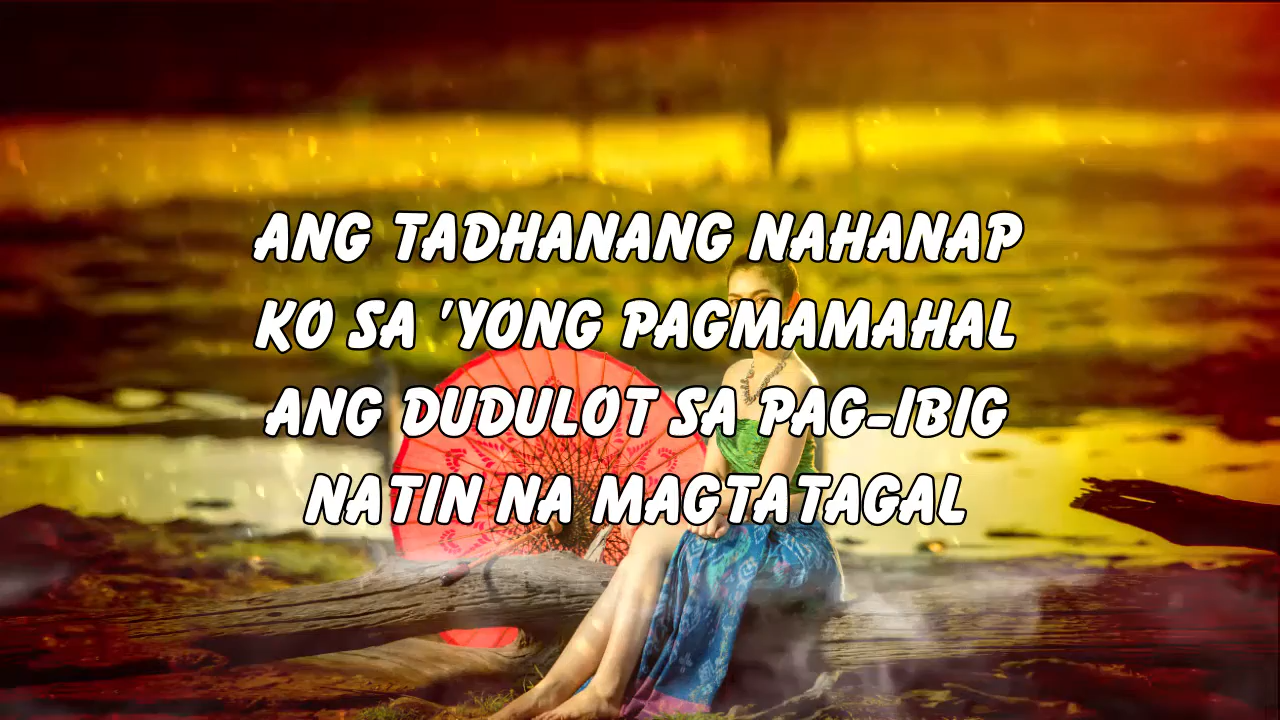 ANG TADHANANG NAHANAP
KO SA 'YONG PAGMAMAHAL
ANG DUDULOT SA PAG-IBIG
NATIN NA MAGTATAGAL